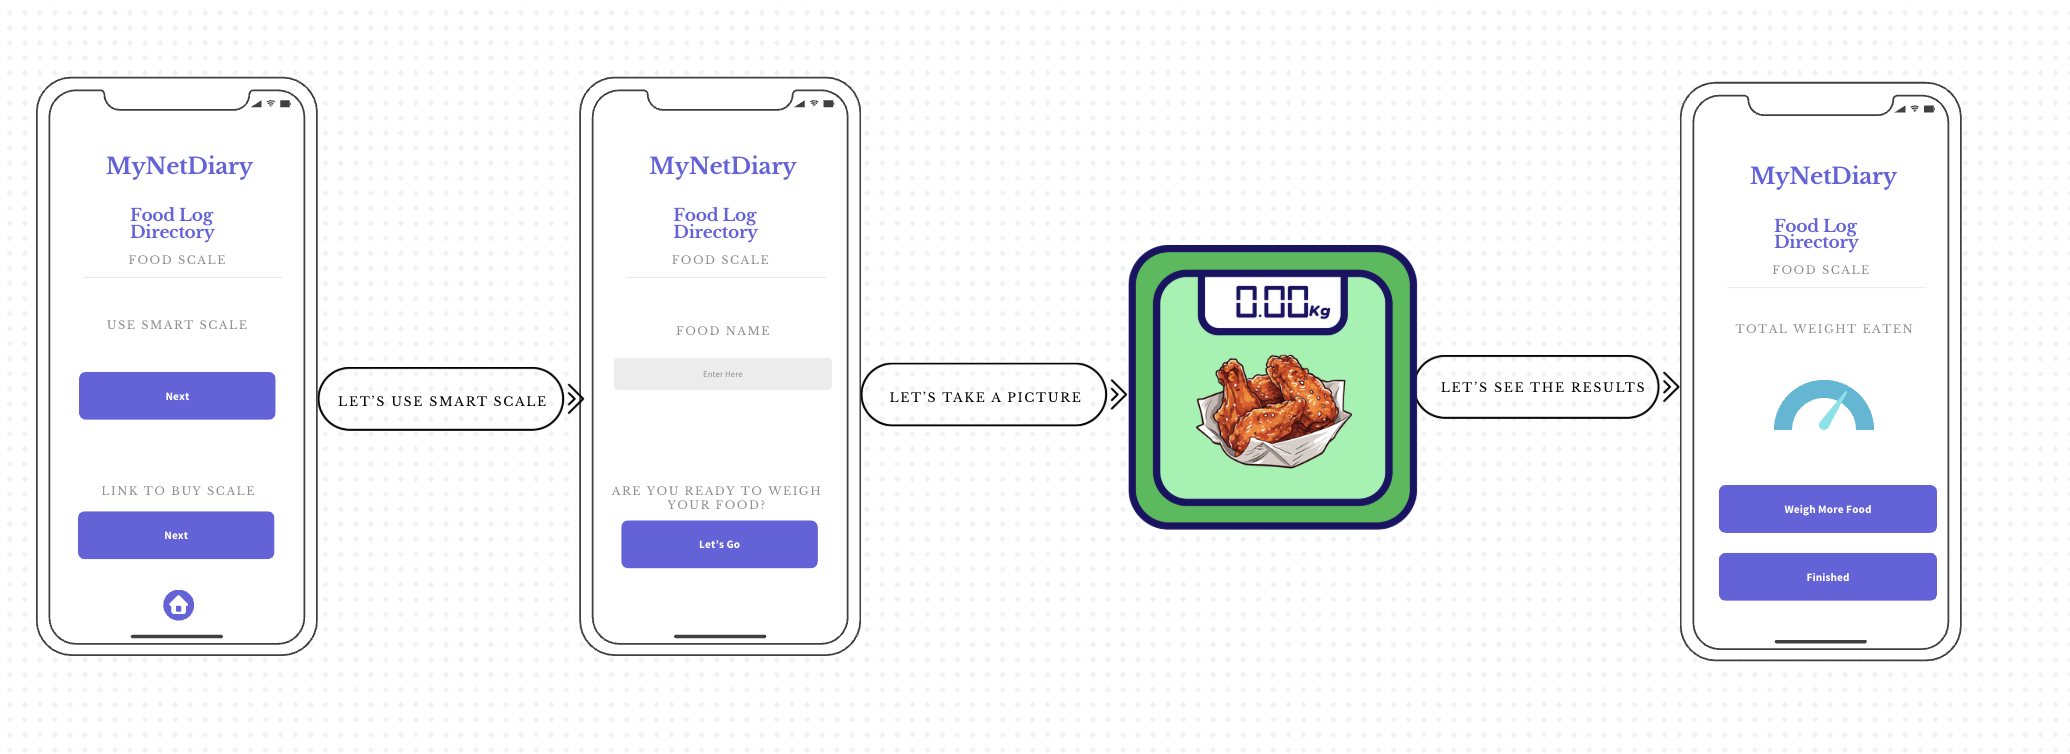 MyNetDiary
Food Log
Directory
FOOD SCALE
USE SMART SCALE
Next
LINK TO BUY SCALE
Next
LET’S USE SMART SCALE
MyNetDiary
Food Log
Directory
FOOD SCALE
FOOD NAME
Enter Here
ARE YOU READY TO WEIGH
YOUR FOOD?
Let’s Go
LET’S TAKE A PICTURE
0.00Kg
LET’S SEE THE RESULTS
MyNetDiary
Food Log
Directory
FOOD SCALE
TOTAL WEIGHT EATEN
Weigh More Food
Finished